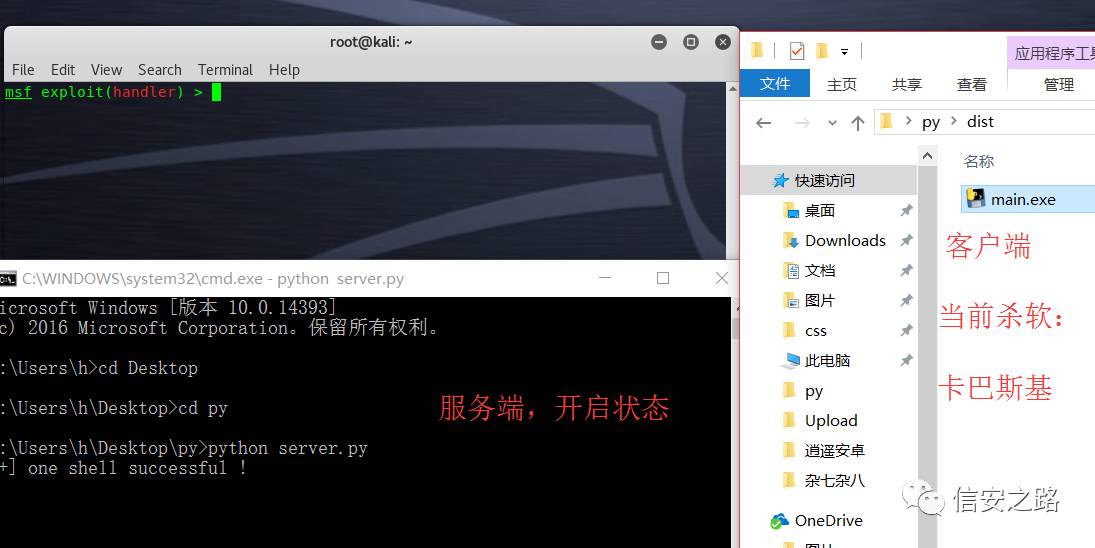 root@kali: ~
File Edit View Search Terminal Help
msf exploit(handler) >
C:\WINDOWS\system32\cmd.exe - python server.py
icrosoft Windows [版本 10.0.14393]
c) 2016 Microsoft Corporation。保留所有权利。
:\Users\h>cd Desktop
:\Users\h\Desktop>cd py
:\Users\h\Desktop\py>python server.py
+] one shell successful !
服务端，开启状态
应用程序工具
文件 主页 共享 查看 管理
py dist
名称
快速访问
桌面
Downloads
文档
图片
css
此电脑
py
Upload
逍遥安卓
杂七杂八
OneDrive
图片
main.exe
客户端
当前杀软：
卡巴斯基
信安之路